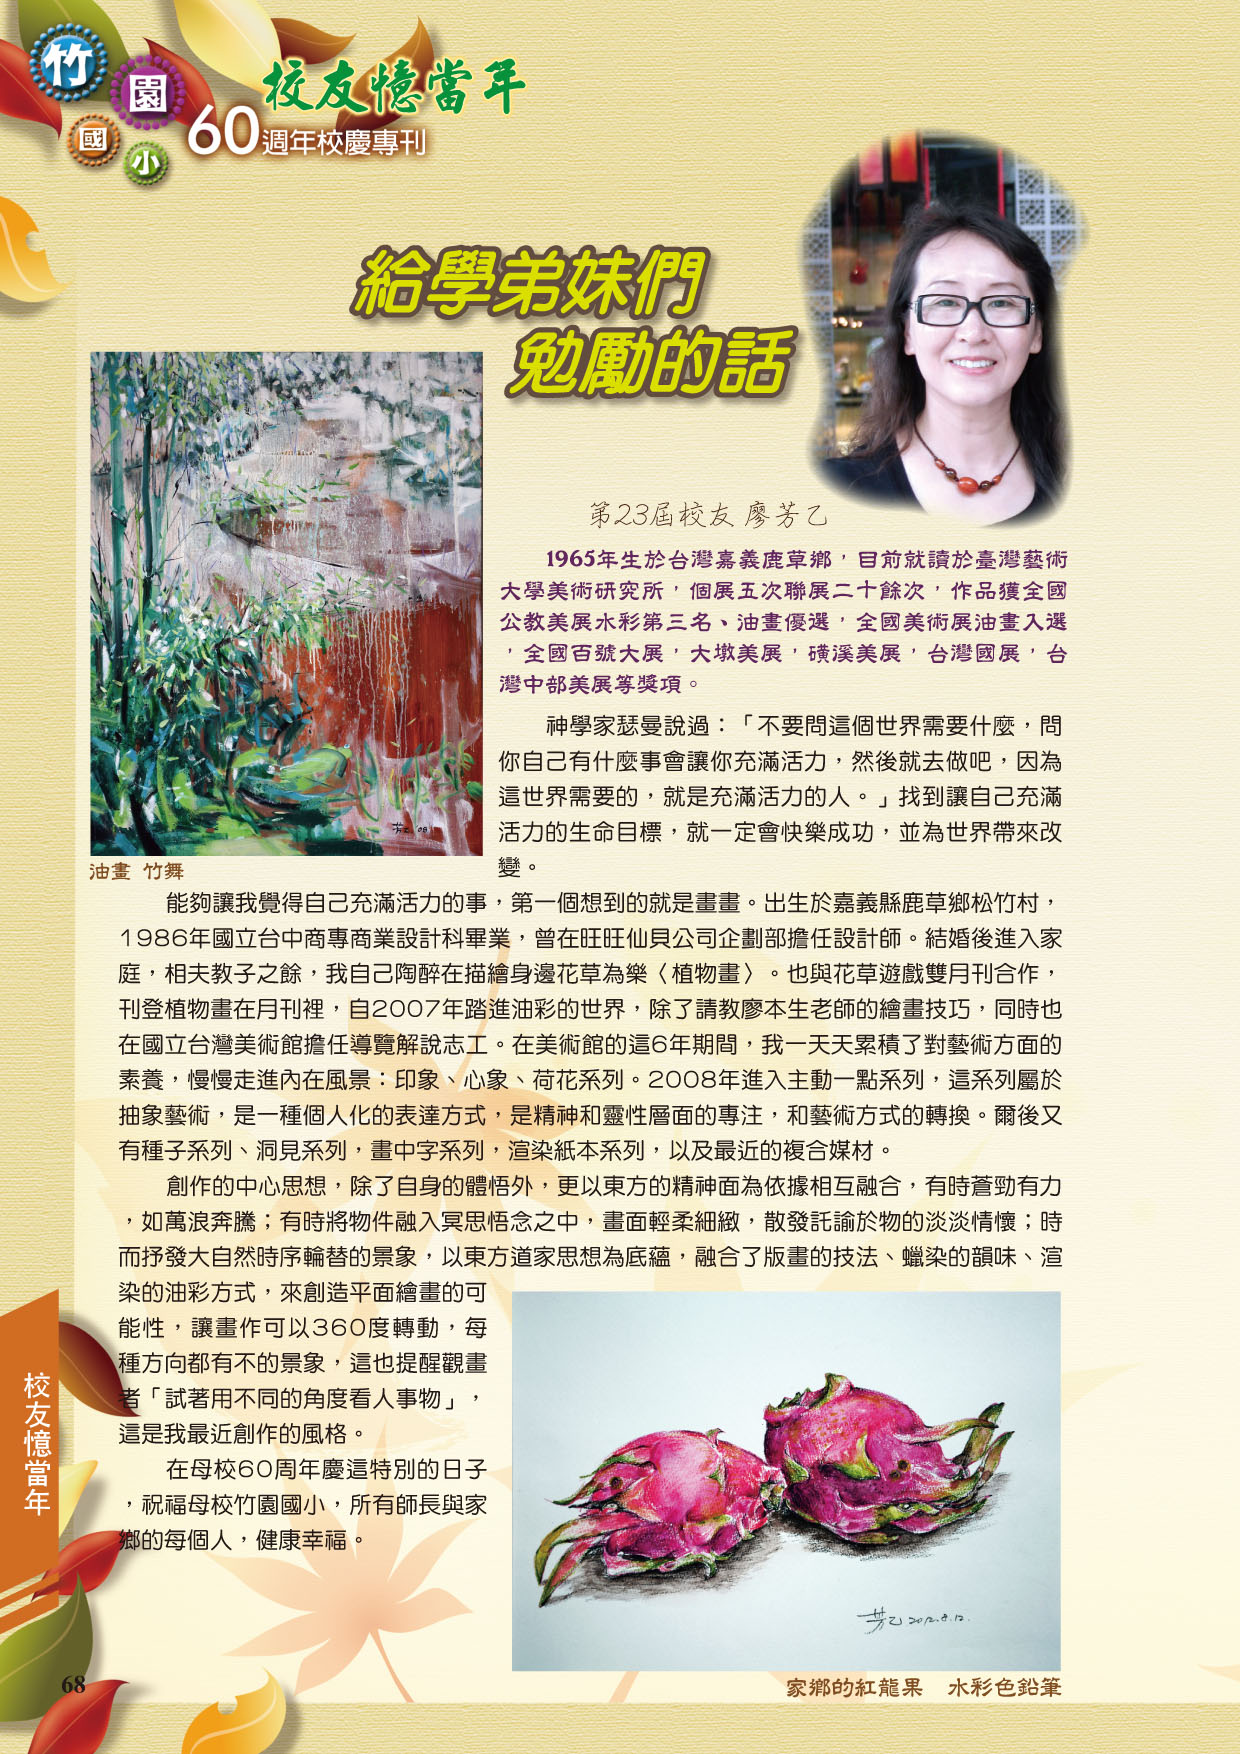 竹園國小
校友憶當年
60週年校慶專刊
給學弟妹們
勉勵的話
第23屆校友 廖芳乙
1965年生於台灣嘉義鹿草鄉，目前就讀於臺灣藝術
大學美術研究所，個展五次聯展二十餘次，作品獲全國
公教美展水彩第三名、油畫優選，全國美術展油畫入選
，全國百號大展，大墩美展，磺溪美展，台灣國展，台
灣中部美展等獎項。
神學家瑟曼說過：「不要問這個世界需要什麼，問
你自己有什麼事會讓你充滿活力，然後就去做吧，因為
這世界需要的，就是充滿活力的人。」找到讓自己充滿
活力的生命目標，就一定會快樂成功，並為世界帶來改
變。
芳乙 '08
油畫 竹舞
能夠讓我覺得自己充滿活力的事，第一個想到的就是畫畫。出生於嘉義縣鹿草鄉松竹村，
1986年國立台中商專商業設計科畢業，曾在旺旺仙貝公司企劃部擔任設計師。結婚後進入家
庭，相夫教子之餘，我自己陶醉在描繪身邊花草為樂〈植物畫〉。也與花草遊戲雙月刊合作，
刊登植物畫在月刊裡，自2007年踏進油彩的世界，除了請教廖本生老師的繪畫技巧，同時也
在國立台灣美術館擔任導覽解說志工。在美術館的這6年期間，我一天天累積了對藝術方面的
素養，慢慢走進內在風景：印象、心象、荷花系列。2008年進入主動一點系列，這系列屬於
抽象藝術，是一種個人化的表達方式，是精神和靈性層面的專注，和藝術方式的轉換。爾後又
有種子系列、洞見系列，畫中字系列，渲染紙本系列，以及最近的複合媒材。
創作的中心思想，除了自身的體悟外，更以東方的精神面為依據相互融合，有時蒼勁有力
，如萬浪奔騰；有時將物件融入冥思悟念之中，畫面輕柔細緻，散發託諭於物的淡淡情懷；時
而抒發大自然時序輪替的景象，以東方道家思想為底蘊，融合了版畫的技法、蠟染的韻味、渲
染的油彩方式，來創造平面繪畫的可
能性，讓畫作可以360度轉動，每
種方向都有不的景象，這也提醒觀畫
者「試著用不同的角度看人事物」，
這是我最近創作的風格。
在母校60周年慶這特別的日子
，祝福母校竹園國小，所有師長與家
鄉的每個人，健康幸福。
芳乙 2012.8.12.
家鄉的紅龍果 水彩色鉛筆
校友憶當年
68